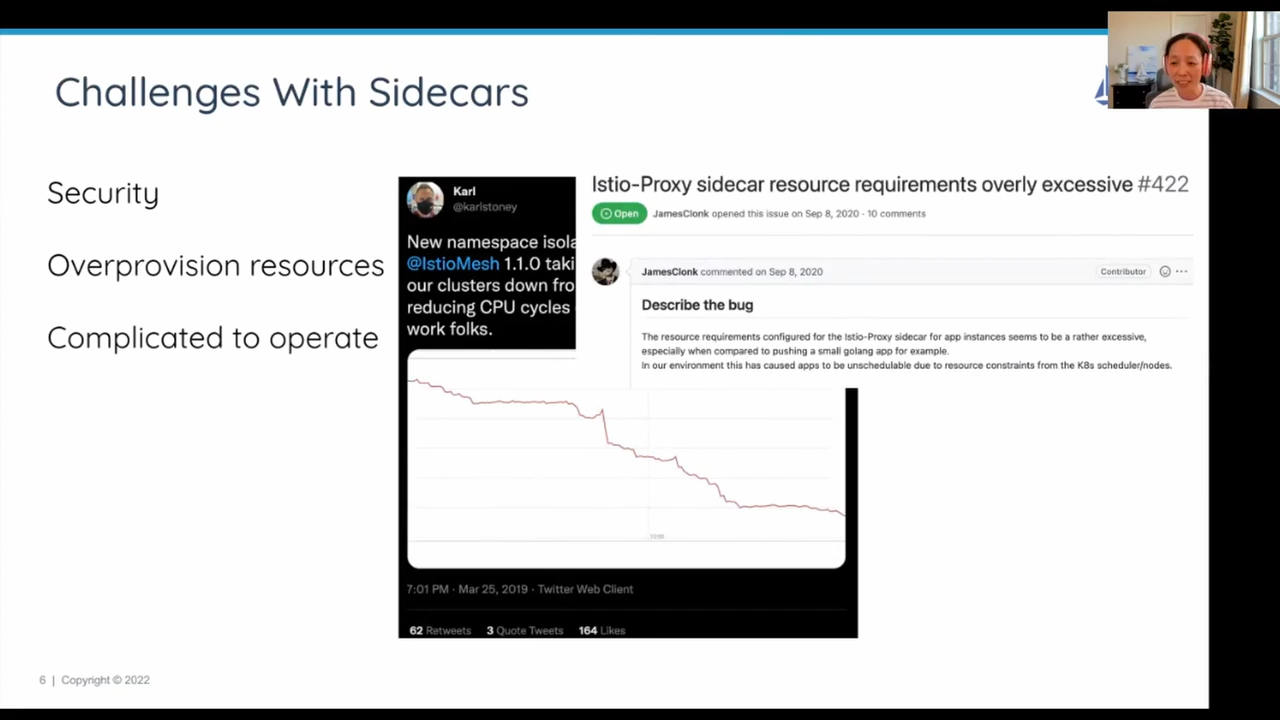 Challenges With Sidecars
Security
Overprovision resources
Complicated to operate
Karl
@karlstoney
New namespace isola
@IstioMesh 1.1.0 taki
our clusters down fro
reducing CPU cycles
work folks.
7:01 PM · Mar 25, 2019 · Twitter Web Client
62 Retweets 3 Quote Tweets 164 Likes
Istio-Proxy sidecar resource requirements overly excessive #422
Open JamesClonk opened this issue on Sep 8, 2020 · 10 comments
JamesClonk commented on Sep 8, 2020 Contributor
Describe the bug
The resource requirements configured for the Istio-Proxy sidecar for app instances seems to be a rather excessive,
especially when compared to pushing a small golang app for example.
In our environment this has caused apps to be unschedulable due to resource constraints from the K8s scheduler/nodes.
6 | Copyright © 2022